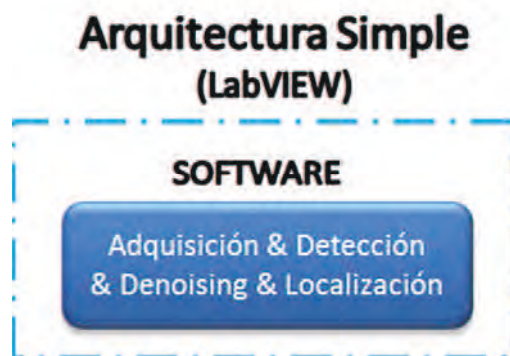 Arquitectura Simple
(LabVIEW)
SOFTWARE
Adquisición & Detección
& Denoising & Localización